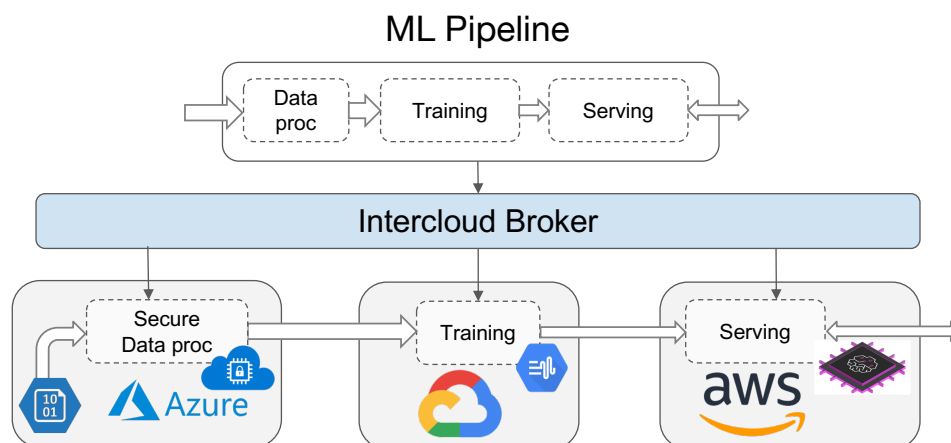 ML Pipeline
Data
proc
Training
Serving
Intercloud Broker
Secure
Data proc
Training
Serving
10
01
Azure
aws